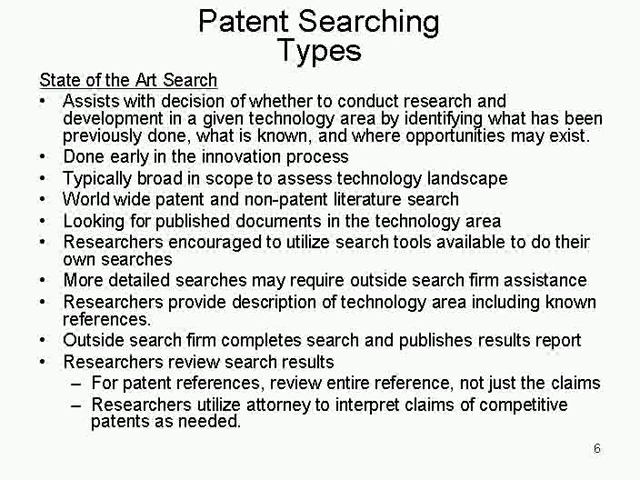 Patent Searching
Types
State of the Art Search
• Assists with decision of whether to conduct research and
development in a given technology area by identifying what has been
previously done, what is known, and where opportunities may exist.
• Done early in the innovation process
• Typically broad in scope to assess technology landscape
• World wide patent and non-patent literature search
• Looking for published documents in the technology area
• Researchers encouraged to utilize search tools available to do their
own searches
• More detailed searches may require outside search firm assistance
• Researchers provide description of technology area including known
references.
• Outside search firm completes search and publishes results report
• Researchers review search results
– For patent references, review entire reference, not just the claims
– Researchers utilize attorney to interpret claims of competitive
patents as needed.
6